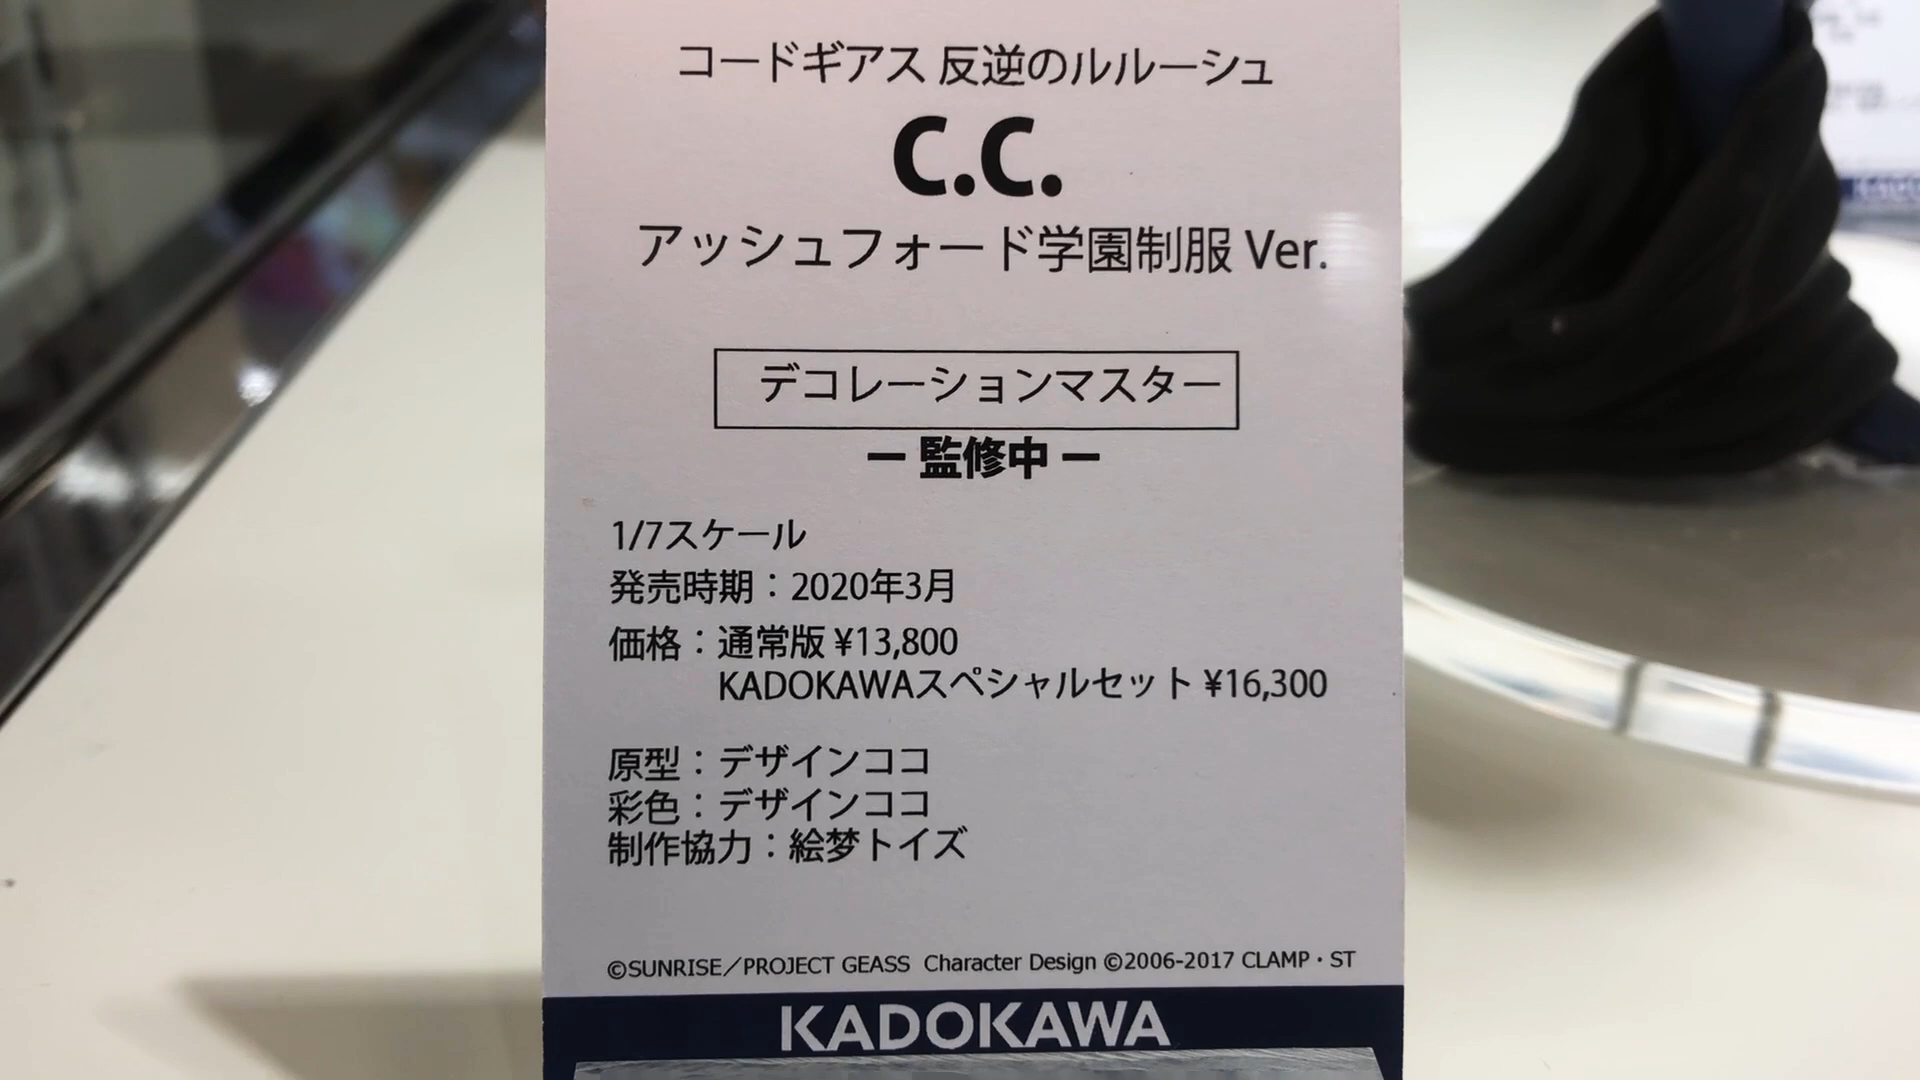 コードギアス 反逆のルルーシュ
C.C.
アッシュフォード学園制服 Ver.
デコレーションマスター
ー 監修中 ー
1/7スケール
発売時期：2020年3月
価格：通常版 ¥13,800
KADOKAWAスペシャルセット ¥16,300
原型：デザインココ
彩色：デザインココ
制作協力：絵梦トイズ
©SUNRISE／PROJECT GEASS Character Design ©2006-2017 CLAMP・ST
KADOKAWA